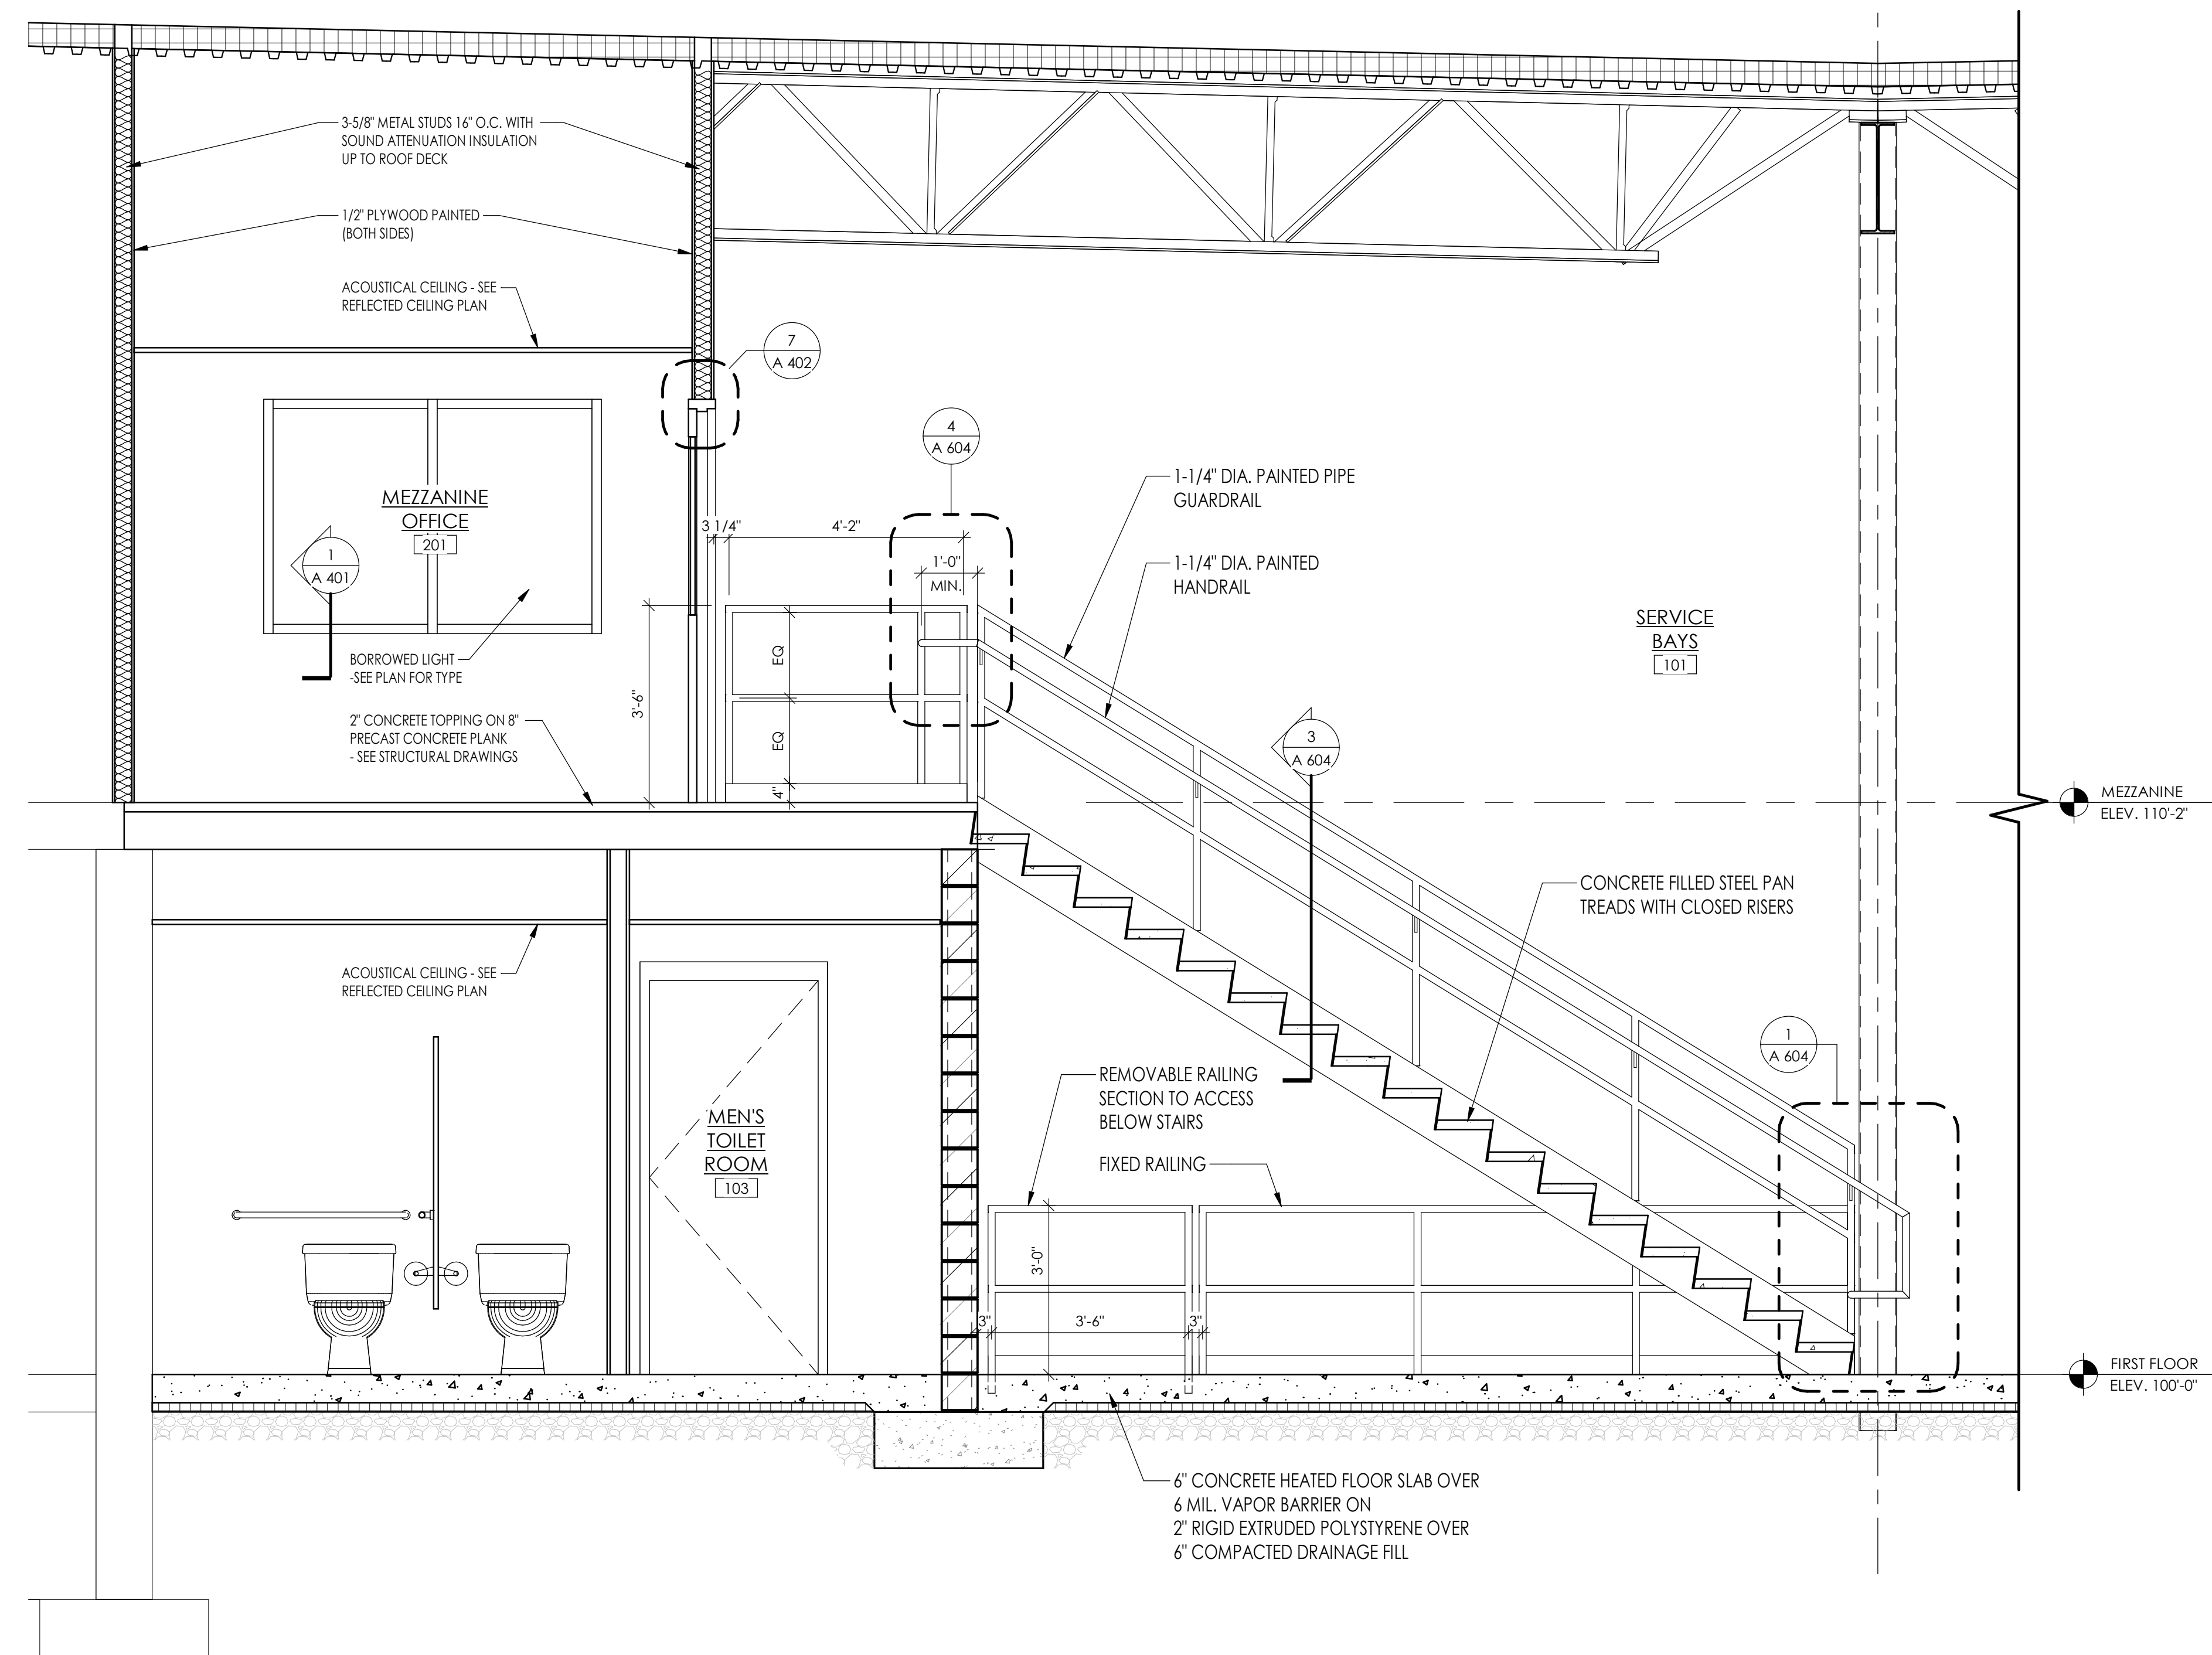 3-5/8" METAL STUDS 16" O.C. WITH
SOUND ATTENUATION INSULATION
UP TO ROOF DECK
1/2" PLYWOOD PAINTED
(BOTH SIDES)
ACOUSTICAL CEILING - SEE
REFLECTED CEILING PLAN
7
A 402
4
A 604
1-1/4" DIA. PAINTED PIPE
GUARDRAIL
MEZZANINE
OFFICE
201
1
A 401
3 1/4"
4'-2"
1'-0"
MIN.
1-1/4" DIA. PAINTED
HANDRAIL
SERVICE
BAYS
101
BORROWED LIGHT
-SEE PLAN FOR TYPE
3'-6"
EQ
EQ
4"
2" CONCRETE TOPPING ON 8"
PRECAST CONCRETE PLANK
- SEE STRUCTURAL DRAWINGS
3
A 604
MEZZANINE
ELEV. 110'-2"
CONCRETE FILLED STEEL PAN
TREADS WITH CLOSED RISERS
ACOUSTICAL CEILING - SEE
REFLECTED CEILING PLAN
1
A 604
REMOVABLE RAILING
SECTION TO ACCESS
BELOW STAIRS
MEN'S
TOILET
ROOM
103
FIXED RAILING
3'-0"
3"
3'-6"
3"
FIRST FLOOR
ELEV. 100'-0"
6" CONCRETE HEATED FLOOR SLAB OVER
6 MIL. VAPOR BARRIER ON
2" RIGID EXTRUDED POLYSTYRENE OVER
6" COMPACTED DRAINAGE FILL